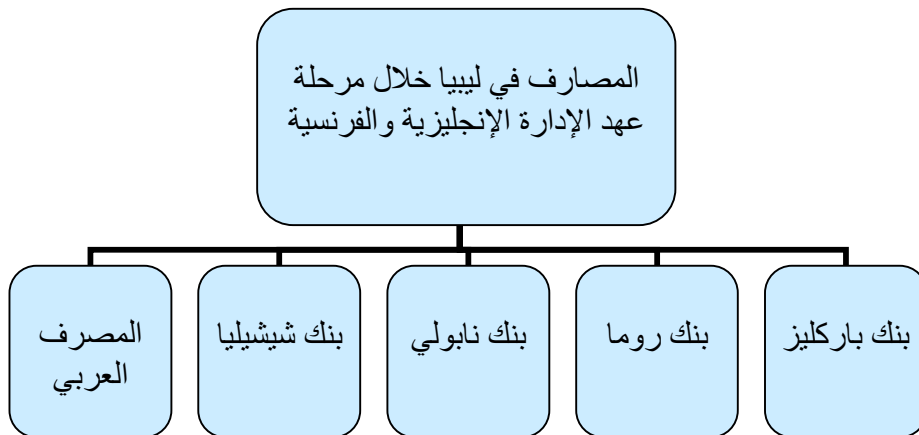 المصارف في ليبيا خلال مرحلة
عهد الإدارة الإنجليزية والفرنسية
بنك باركليز
بنك روما
بنك نابولي
بنك شيشيليا
المصرف
العربي